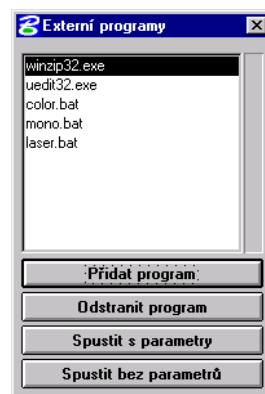 Externí programy
winzip32.exe
uedit32.exe
color.bat
mono.bat
laser.bat
Přidat program
Odstranit program
Spustit s parametry
Spustit bez parametrů